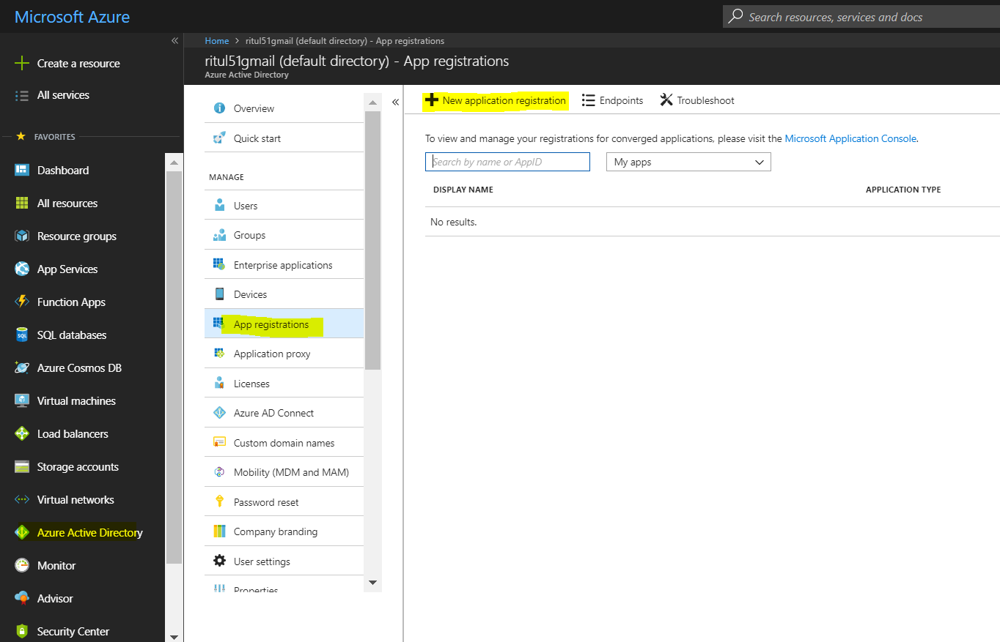 Microsoft Azure
Search resources, services and docs
Create a resource
All services
FAVORITES
Dashboard
All resources
Resource groups
App Services
Function Apps
SQL databases
Azure Cosmos DB
Virtual machines
Load balancers
Storage accounts
Virtual networks
Azure Active Directory
Monitor
Advisor
Security Center
Home > ritul51gmail (default directory) - App registrations
ritul51gmail (default directory) - App registrations
Azure Active Directory
Overview
Quick start
MANAGE
Users
Groups
Enterprise applications
Devices
App registrations
Application proxy
Licenses
Azure AD Connect
Custom domain names
Mobility (MDM and MAM)
Password reset
Company branding
User settings
Properties
New application registration
Endpoints
Troubleshoot
To view and manage your registrations for converged applications, please visit the Microsoft Application Console.
Search by name or AppID
My apps
DISPLAY NAME
APPLICATION TYPE
No results.